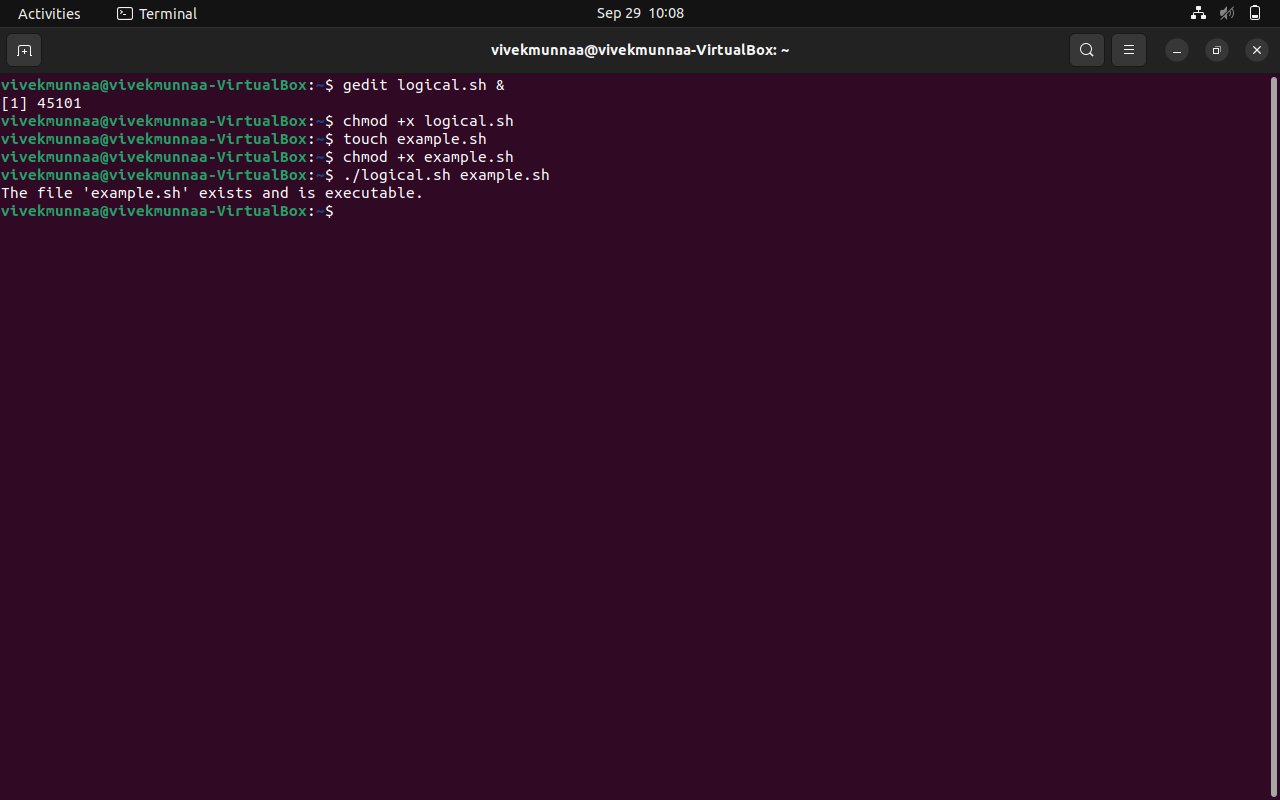 Activities
Terminal
Sep 29 10:08
vivekmunnaa@vivekmunnaa-VirtualBox: ~
vivekmunnaa@vivekmunnaa-VirtualBox:~$ gedit logical.sh &
[1] 45101
vivekmunnaa@vivekmunnaa-VirtualBox:~$ chmod +x logical.sh
vivekmunnaa@vivekmunnaa-VirtualBox:~$ touch example.sh
vivekmunnaa@vivekmunnaa-VirtualBox:~$ chmod +x example.sh
vivekmunnaa@vivekmunnaa-VirtualBox:~$ ./logical.sh example.sh
The file 'example.sh' exists and is executable.
vivekmunnaa@vivekmunnaa-VirtualBox:~$